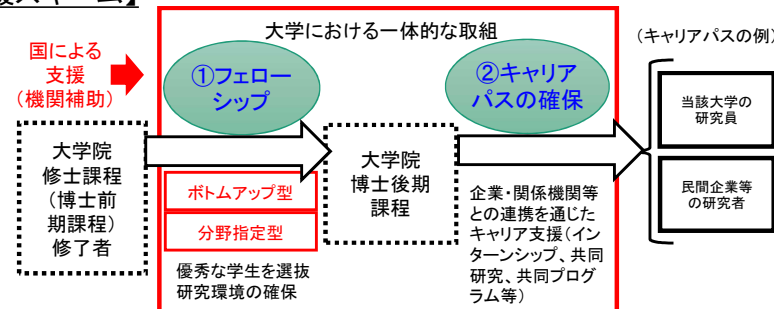 スキーム】
大学における一体的な取組
(キャリアパスの例)
国による
支援
(機関補助)
①フェロー
シップ
②キャリア
パスの確保
大学院
修士課程
(博士前
期課程)
修了者
ボトムアップ型
分野指定型
優秀な学生を選抜
研究環境の確保
大学院
博士後期
課程
企業・関係機関等
との連携を通じた
キャリア支援(イン
ターンシップ、共同
研究、共同プログ
ラム等)
当該大学の
研究員
民間企業等
の研究者